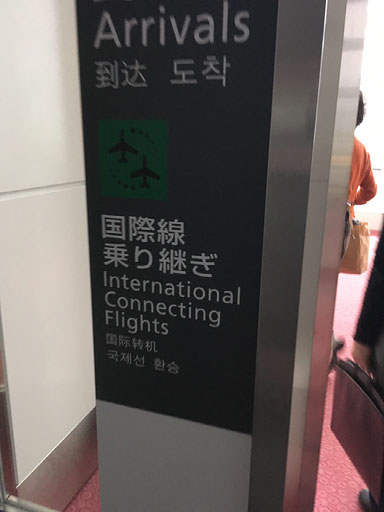 Arrivals
到达 도착
国際線
乗り継ぎ
International
Connecting
Flights
国际转机
국제선 환승